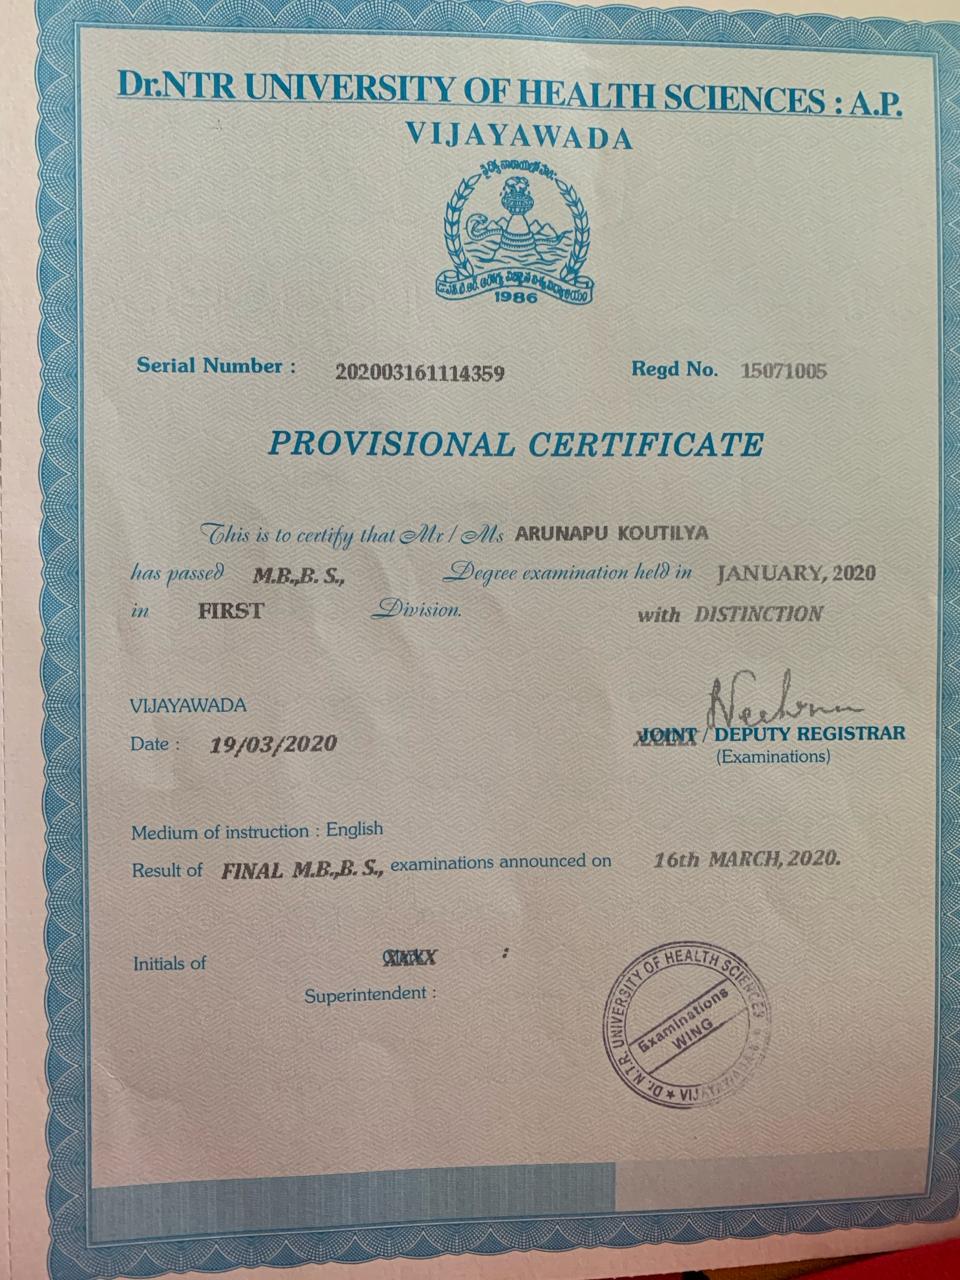 Dr.NTR UNIVERSITY OF HEALTH SCIENCES : A.P.
VIJAYAWADA
1986
Serial Number : 202003161114359 Regd No. 15071005
PROVISIONAL CERTIFICATE
This is to certify that Mr / Ms ARUNAPU KOUTILYA
has passed M.B.,B. S., Degree examination held in JANUARY, 2020
in FIRST Division. with DISTINCTION
VIJAYAWADA
Date : 19/03/2020
JOINT / DEPUTY REGISTRAR
(Examinations)
Medium of instruction : English
Result of FINAL M.B.,B. S., examinations announced on 16th MARCH, 2020.
Initials of XXXX :
Superintendent :
Dr. N.T.R. UNIVERSITY OF HEALTH SCIENCES
Examinations
WING